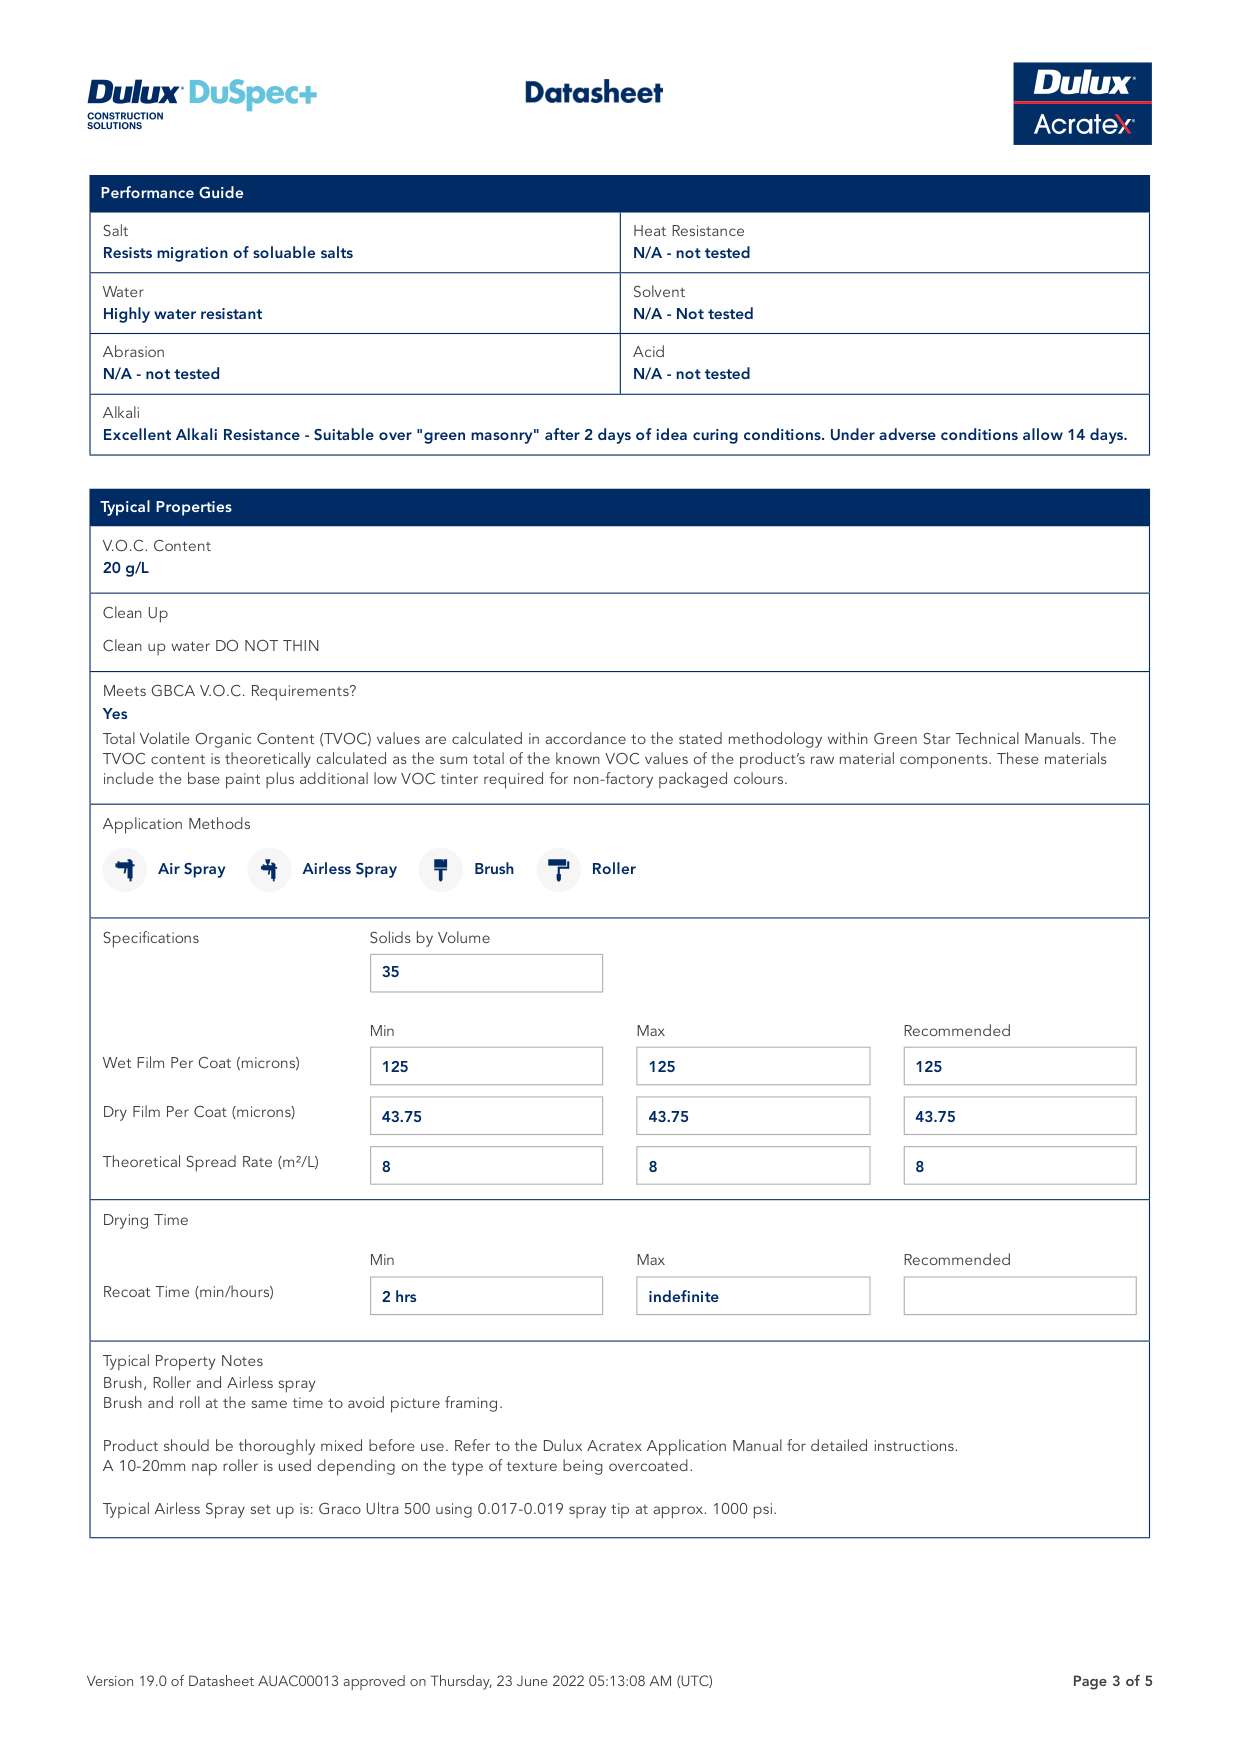 Dulux DuSpec+
CONSTRUCTION
SOLUTIONS
Datasheet
Dulux®
Acratex®
Performance Guide
Salt
Resists migration of soluable salts
Heat Resistance
N/A - not tested
Water
Highly water resistant
Solvent
N/A - Not tested
Abrasion
N/A - not tested
Acid
N/A - not tested
Alkali
Excellent Alkali Resistance - Suitable over "green masonry" after 2 days of idea curing conditions. Under adverse conditions allow 14 days.
Typical Properties
V.O.C. Content
20 g/L
Clean Up
Clean up water DO NOT THIN
Meets GBCA V.O.C. Requirements?
Yes
Total Volatile Organic Content (TVOC) values are calculated in accordance to the stated methodology within Green Star Technical Manuals. The
TVOC content is theoretically calculated as the sum total of the known VOC values of the product's raw material components. These materials
include the base paint plus additional low VOC tinter required for non-factory packaged colours.
Application Methods
Air Spray Airless Spray Brush Roller
Specifications Solids by Volume
35
Min Max Recommended
Wet Film Per Coat (microns) 125 125 125
Dry Film Per Coat (microns) 43.75 43.75 43.75
Theoretical Spread Rate (m²/L) 8 8 8
Drying Time
Min Max Recommended
Recoat Time (min/hours) 2 hrs indefinite
Typical Property Notes
Brush, Roller and Airless spray
Brush and roll at the same time to avoid picture framing.
Product should be thoroughly mixed before use. Refer to the Dulux Acratex Application Manual for detailed instructions.
A 10-20mm nap roller is used depending on the type of texture being overcoated.
Typical Airless Spray set up is: Graco Ultra 500 using 0.017-0.019 spray tip at approx. 1000 psi.
Version 19.0 of Datasheet AUAC00013 approved on Thursday, 23 June 2022 05:13:08 AM (UTC)
Page 3 of 5